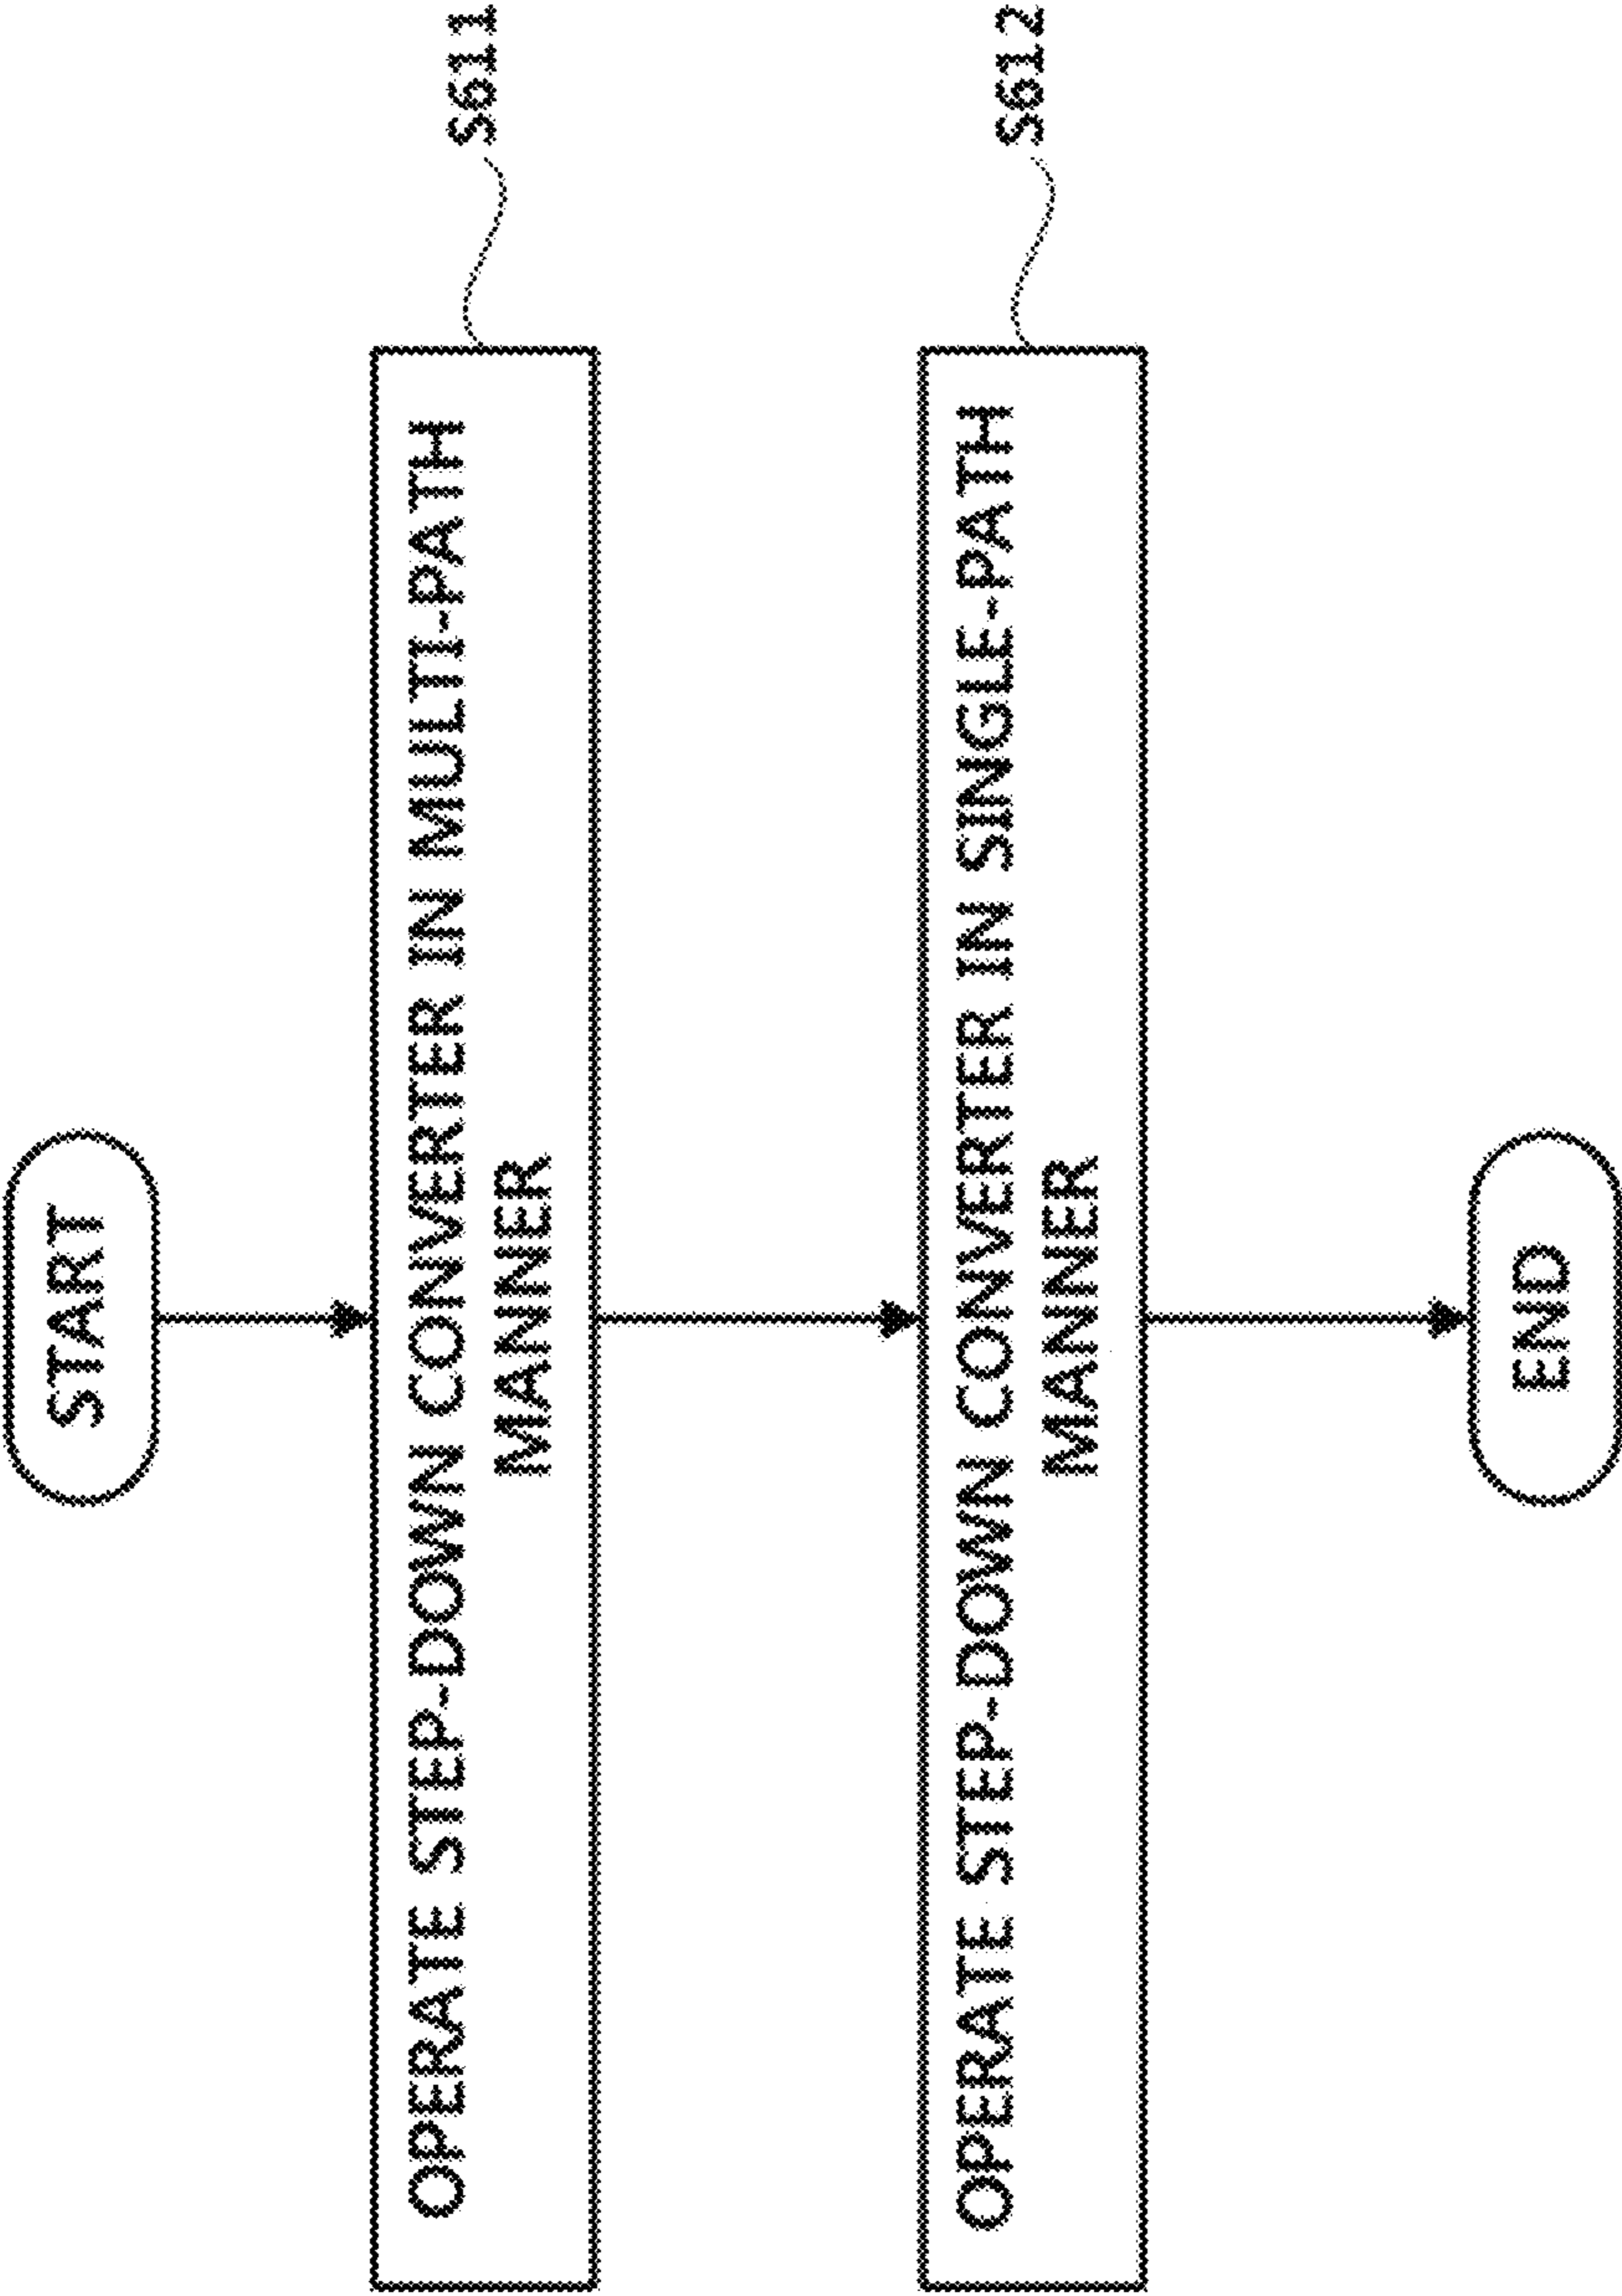 START
OPERATE STEP-DOWN CONVERTER IN MULTI-PATH
MANNER
S611
OPERATE STEP-DOWN CONVERTER IN SINGLE-PATH
MANNER
S612
END